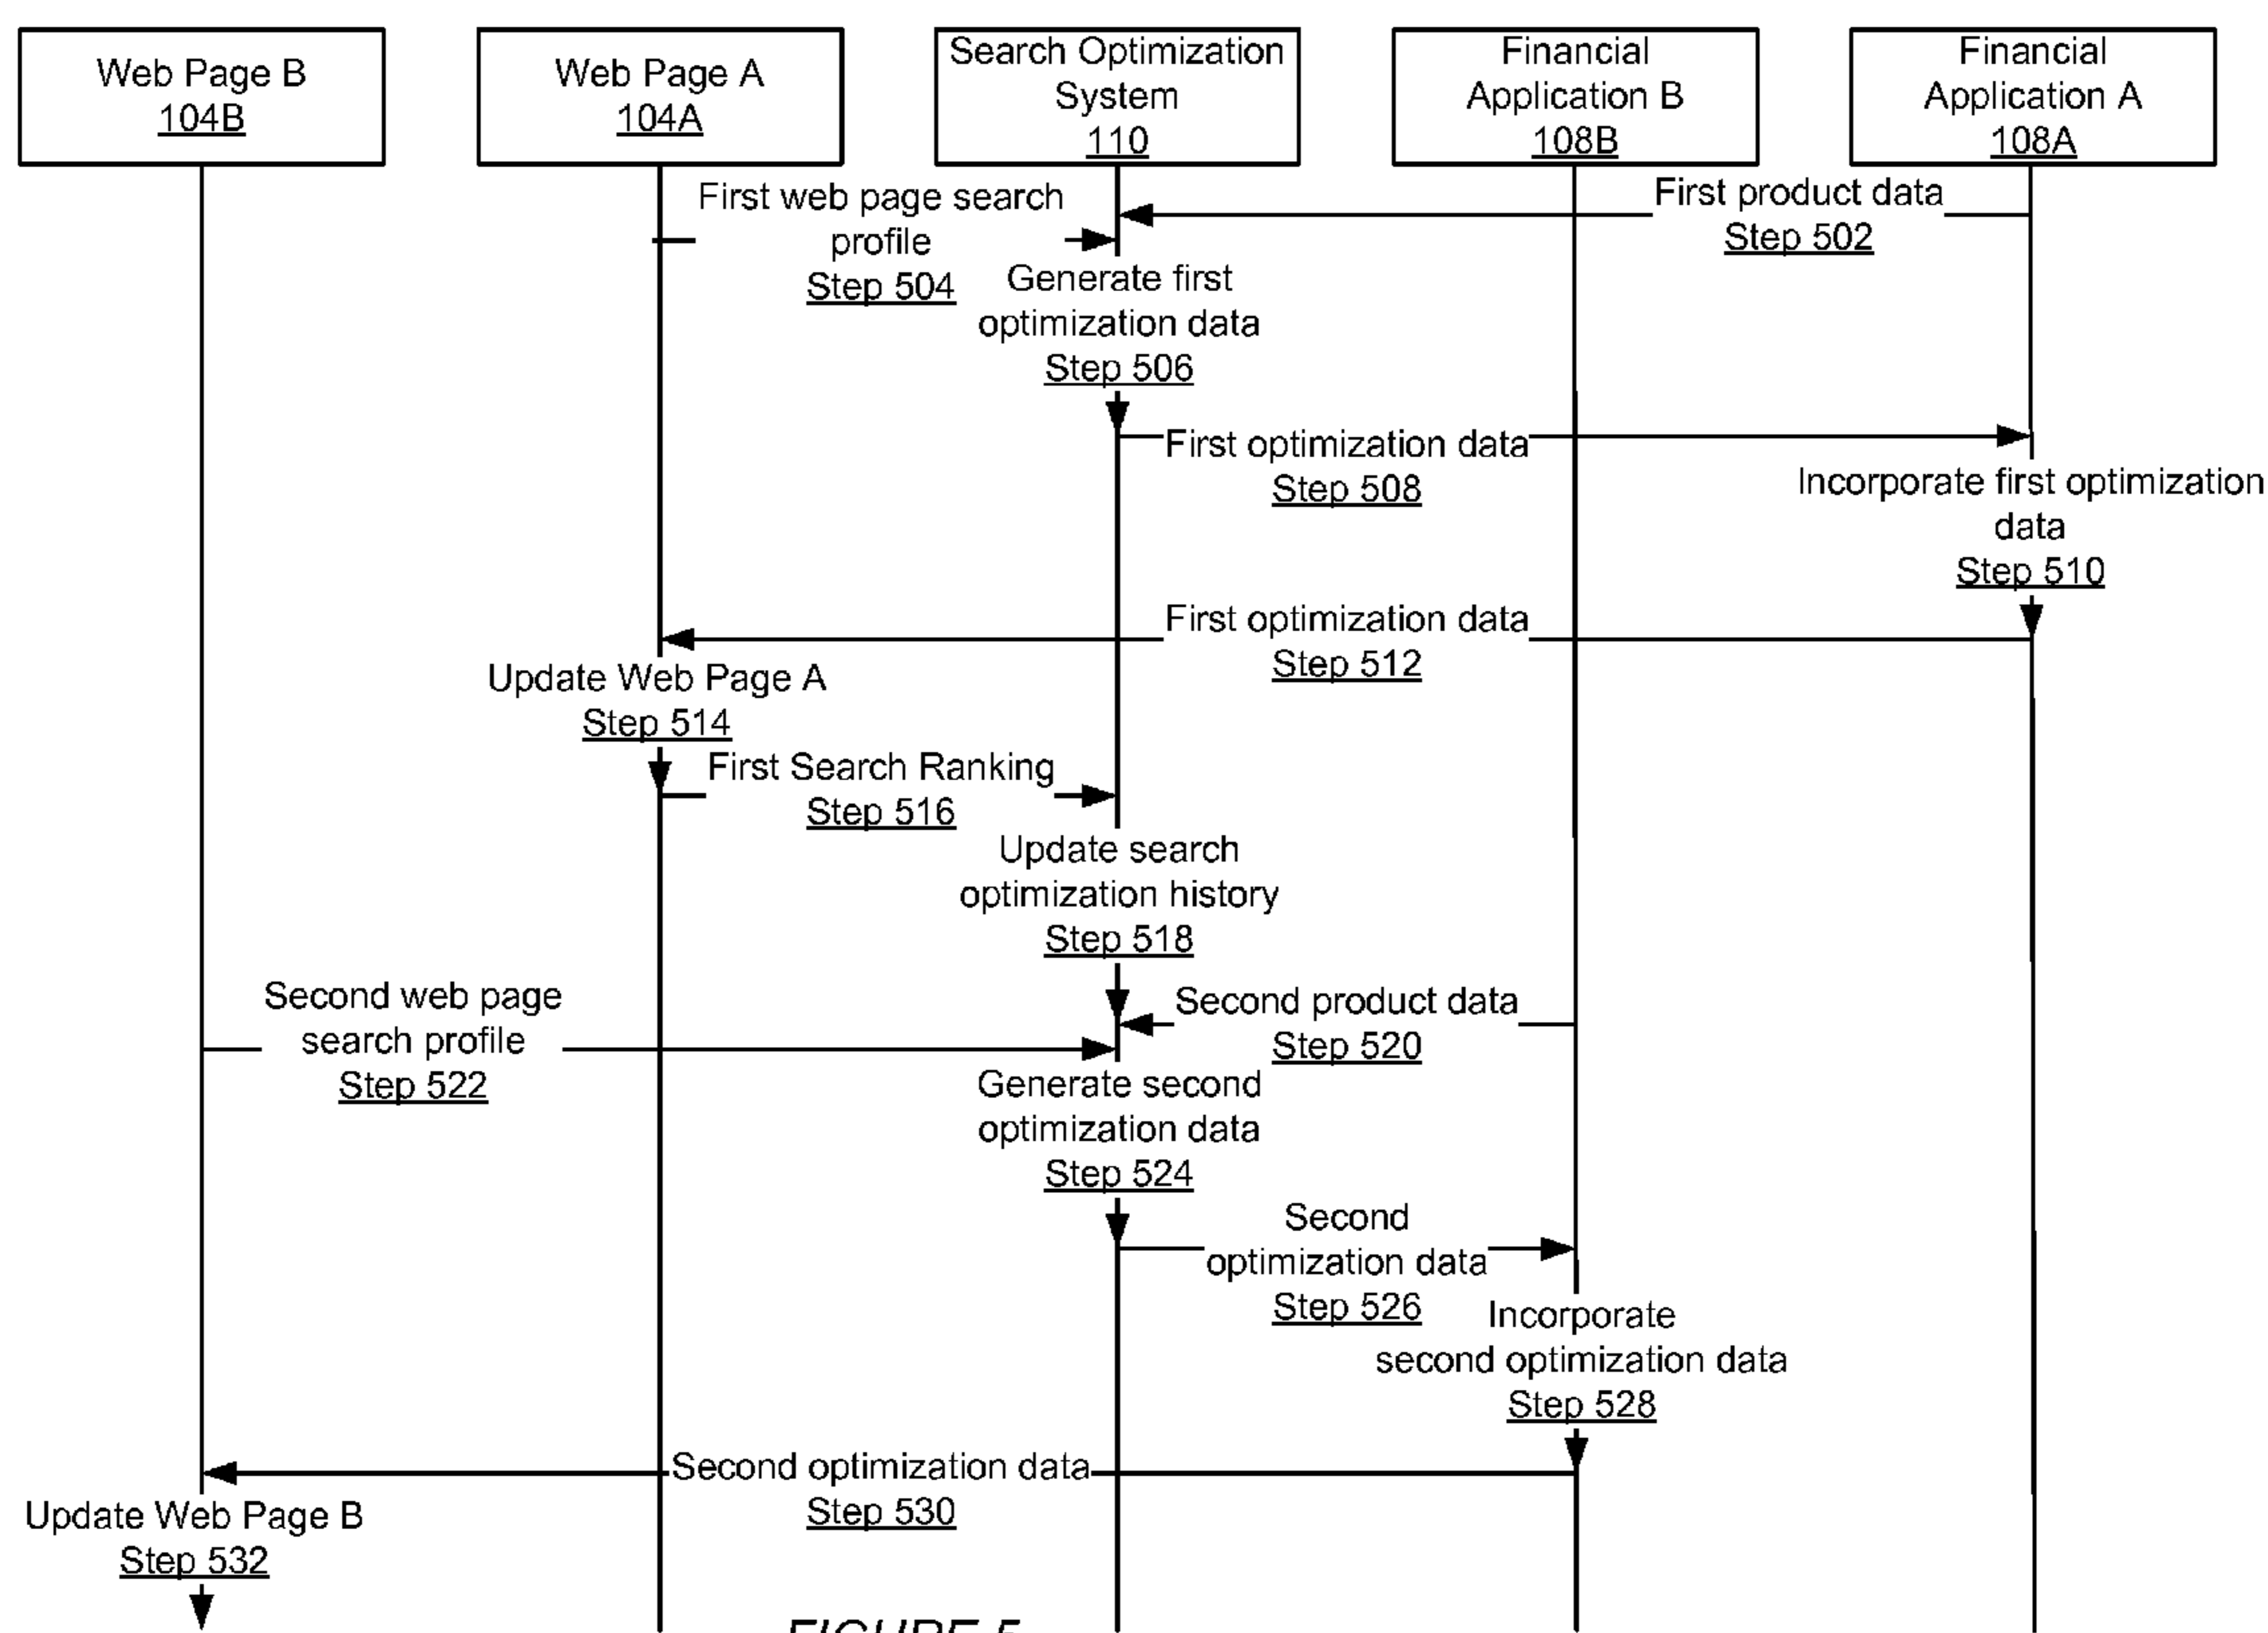 Web Page B
104B
Web Page A
104A
Search Optimization
System
110
Financial
Application B
108B
Financial
Application A
108A
First product data
Step 502
First web page search
profile
Step 504
Generate first
optimization data
Step 506
First optimization data
Step 508
Incorporate first optimization
data
Step 510
First optimization data
Step 512
Update Web Page A
Step 514
First Search Ranking
Step 516
Update search
optimization history
Step 518
Second product data
Step 520
Second web page
search profile
Step 522
Generate second
optimization data
Step 524
Second
optimization data
Step 526
Incorporate
second optimization data
Step 528
Second optimization data
Step 530
Update Web Page B
Step 532
FIGURE 5